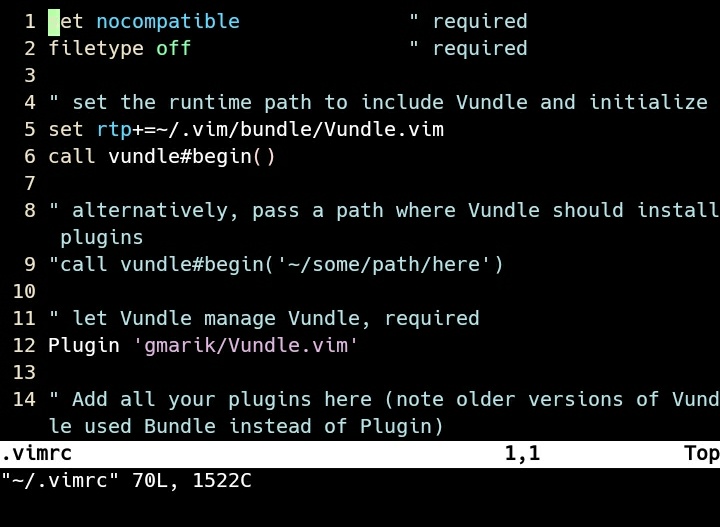 1 set nocompatible              " required
2 filetype off                  " required
3
4 " set the runtime path to include Vundle and initialize
5 set rtp+=~/.vim/bundle/Vundle.vim
6 call vundle#begin()
7
8 " alternatively, pass a path where Vundle should install
plugins
9 "call vundle#begin('~/some/path/here')
10
11 " let Vundle manage Vundle, required
12 Plugin 'gmarik/Vundle.vim'
13
14 " Add all your plugins here (note older versions of Vund
le used Bundle instead of Plugin)
.vimrc 1,1 Top
"~/.vimrc" 70L, 1522C